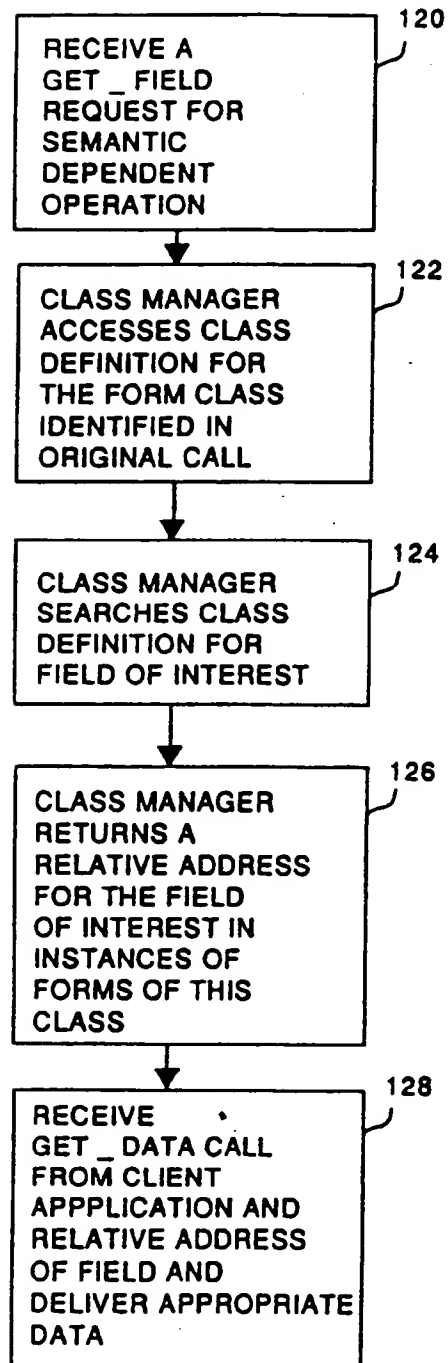 120
RECEIVE A
GET _ FIELD
REQUEST FOR
SEMANTIC
DEPENDENT
OPERATION
122
CLASS MANAGER
ACCESSES CLASS
DEFINITION FOR
THE FORM CLASS
IDENTIFIED IN
ORIGINAL CALL
124
CLASS MANAGER
SEARCHES CLASS
DEFINITION FOR
FIELD OF INTEREST
126
CLASS MANAGER
RETURNS A
RELATIVE ADDRESS
FOR THE FIELD
OF INTEREST IN
INSTANCES OF
FORMS OF THIS
CLASS
128
RECEIVE
GET _ DATA CALL
FROM CLIENT
APPPLICATION AND
RELATIVE ADDRESS
OF FIELD AND
DELIVER APPROPRIATE
DATA